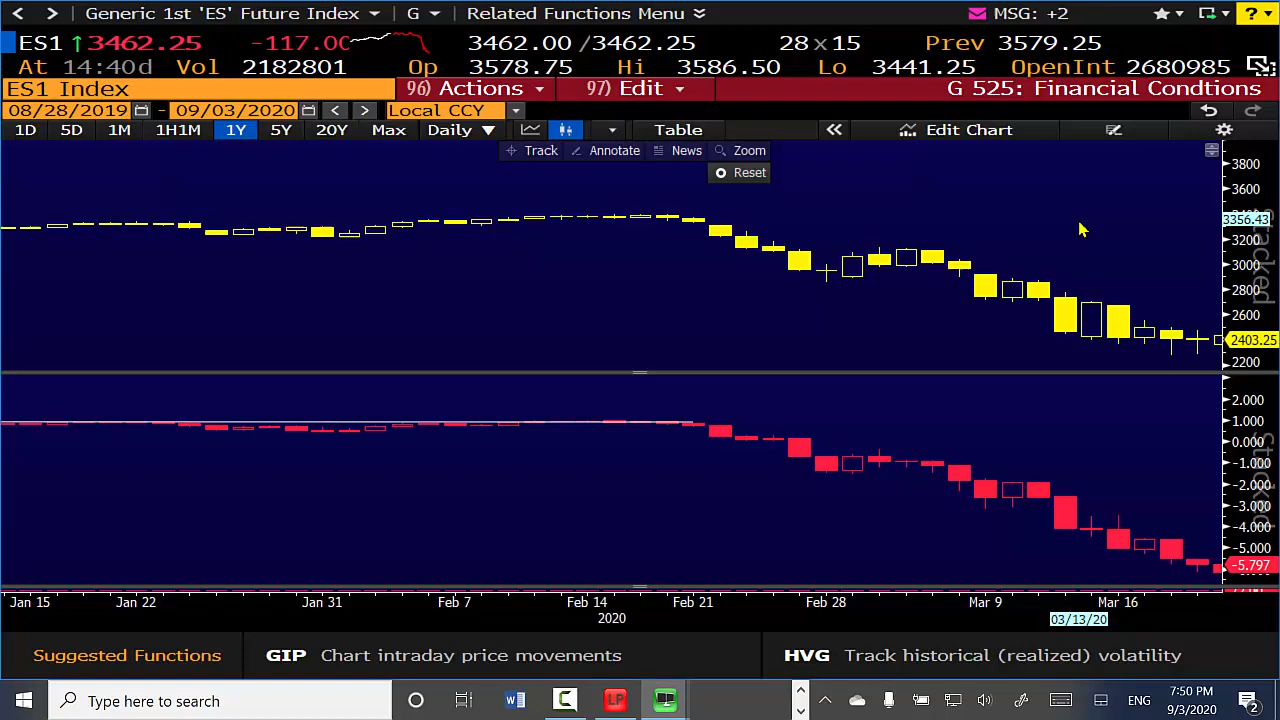 Generic 1st 'ES' Future Index G Related Functions Menu MSG: +2 ?
ES1 ↑3462.25 -117.00 3462.00 /3462.25 28x15 Prev 3579.25
At 14:40d Vol 2182801 Op 3578.75 Hi 3586.50 Lo 3441.25 OpenInt 2680985
ES1 Index 96) Actions 97) Edit G 525: Financial Condtions
08/28/2019 - 09/03/2020 < > Local CCY
1D 5D 1M 1H1M 1Y 5Y 20Y Max Daily ▼ Table « Edit Chart
Track Annotate News Zoom
Reset
3800
3600
3356.43
3200
3000
2800
2600
2403.25
2200
Stacked
2.000
1.000
0.000
-1.000
-2.000
-3.000
-4.000
-5.000
-5.797
Stacked
Jan 15 Jan 22 Jan 31 Feb 7 Feb 14 Feb 21 Feb 28 Mar 9 Mar 16
2020 03/13/20
Suggested Functions GIP Chart intraday price movements HVG Track historical (realized) volatility
Type here to search W C LP ENG 7:50 PM
9/3/2020 2